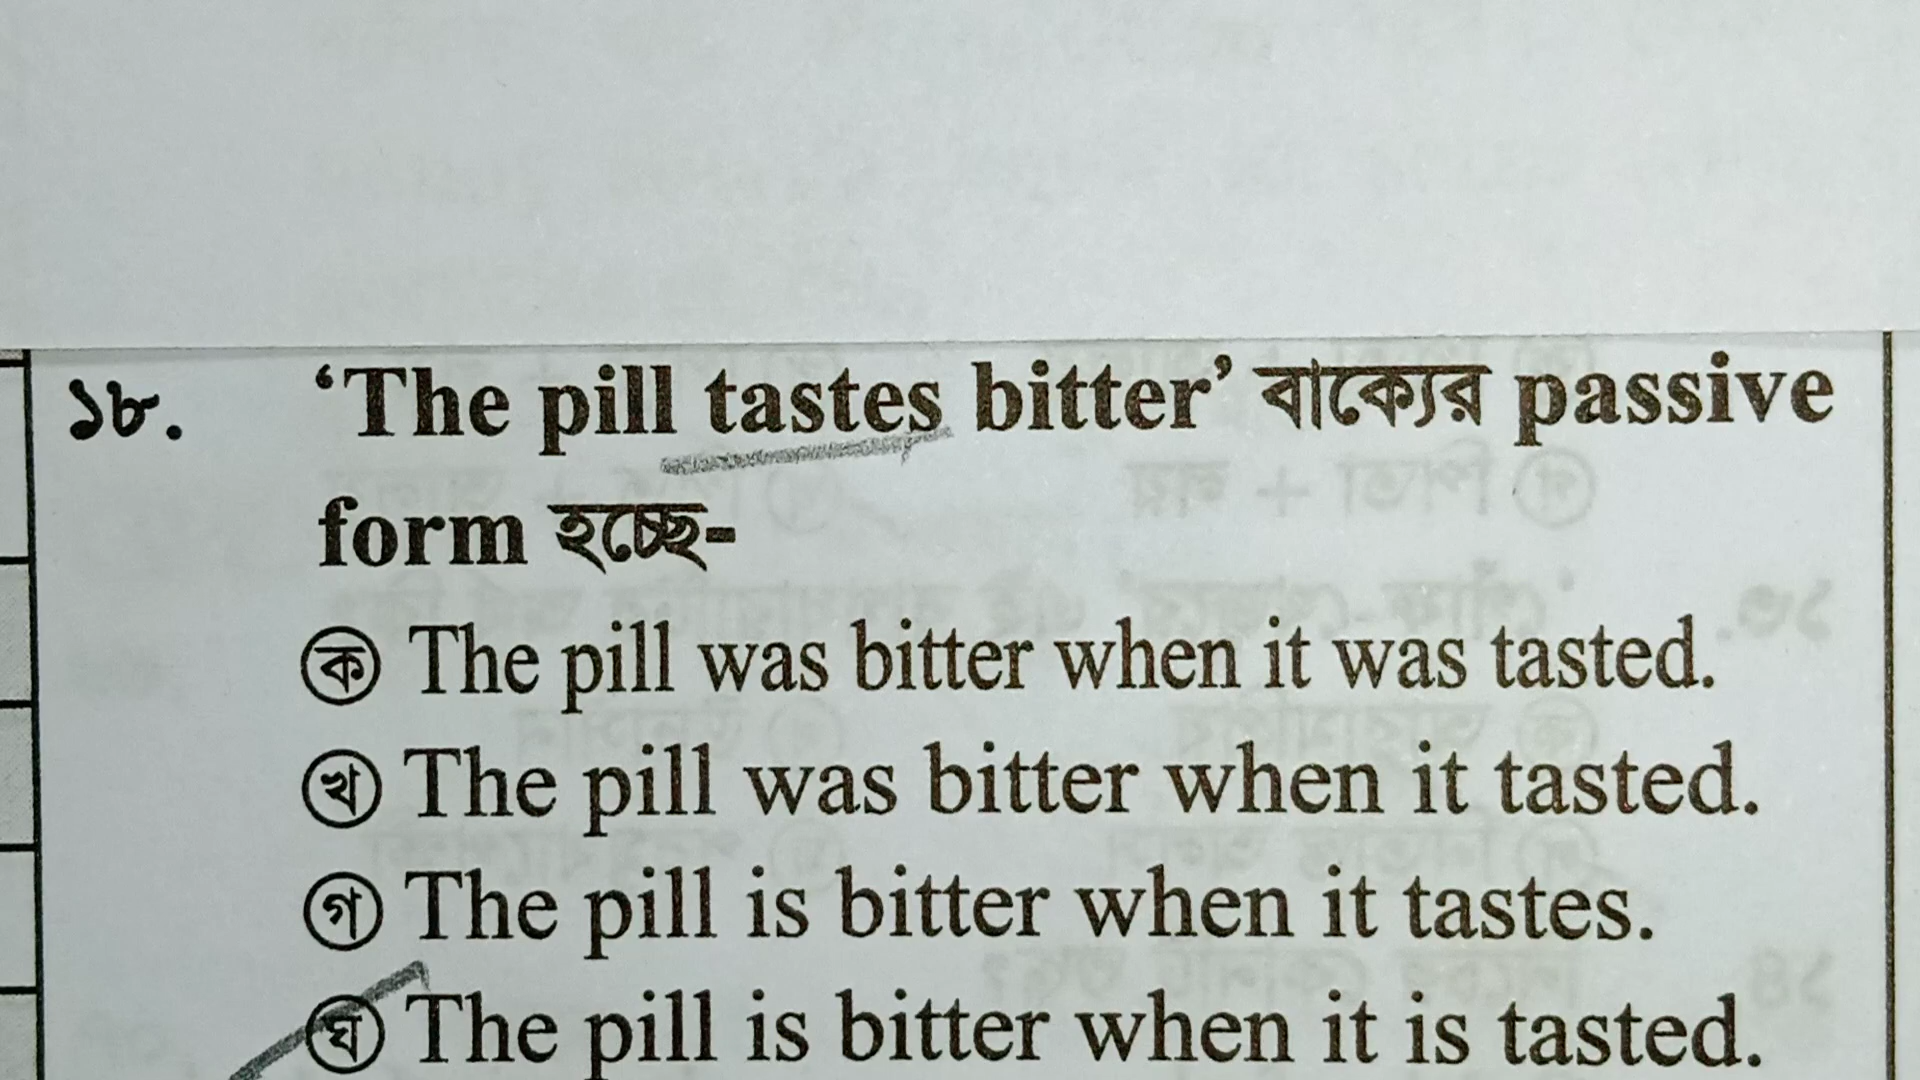 ১৮. ‘The pill tastes bitter’ বাক্যের passive
form হচ্ছে-
ক The pill was bitter when it was tasted.
খ The pill was bitter when it tasted.
গ The pill is bitter when it tastes.
ঘ The pill is bitter when it is tasted.